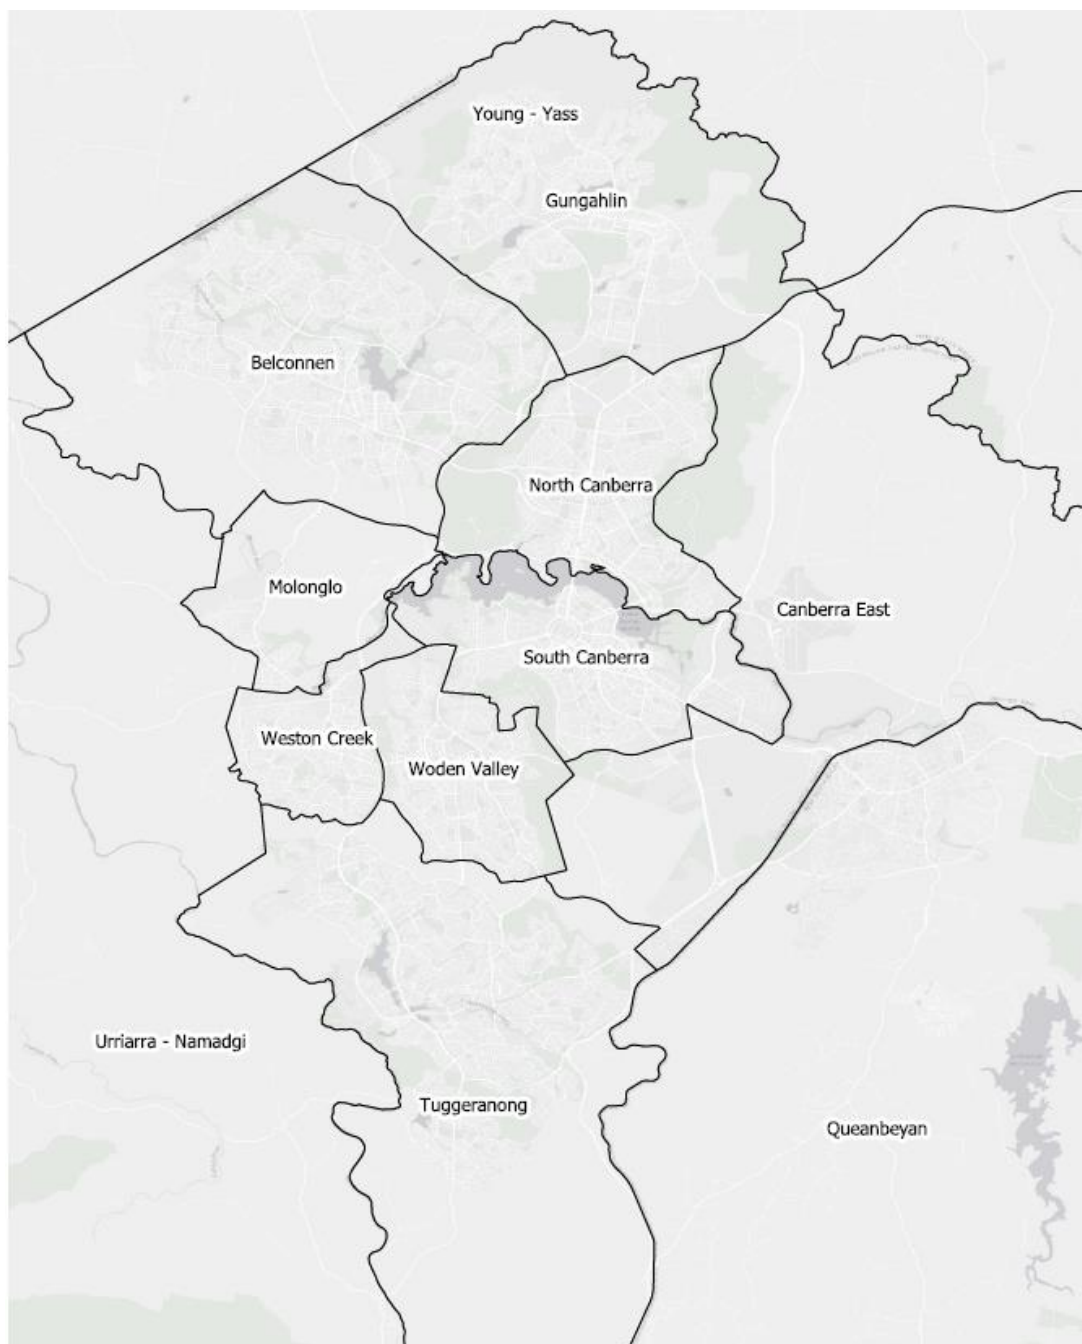 Young - Yass
Gungahlin
Belconnen
North Canberra
Molonglo
Canberra East
South Canberra
Weston Creek
Woden Valley
Urriarra - Namadgi
Tuggeranong
Queanbeyan